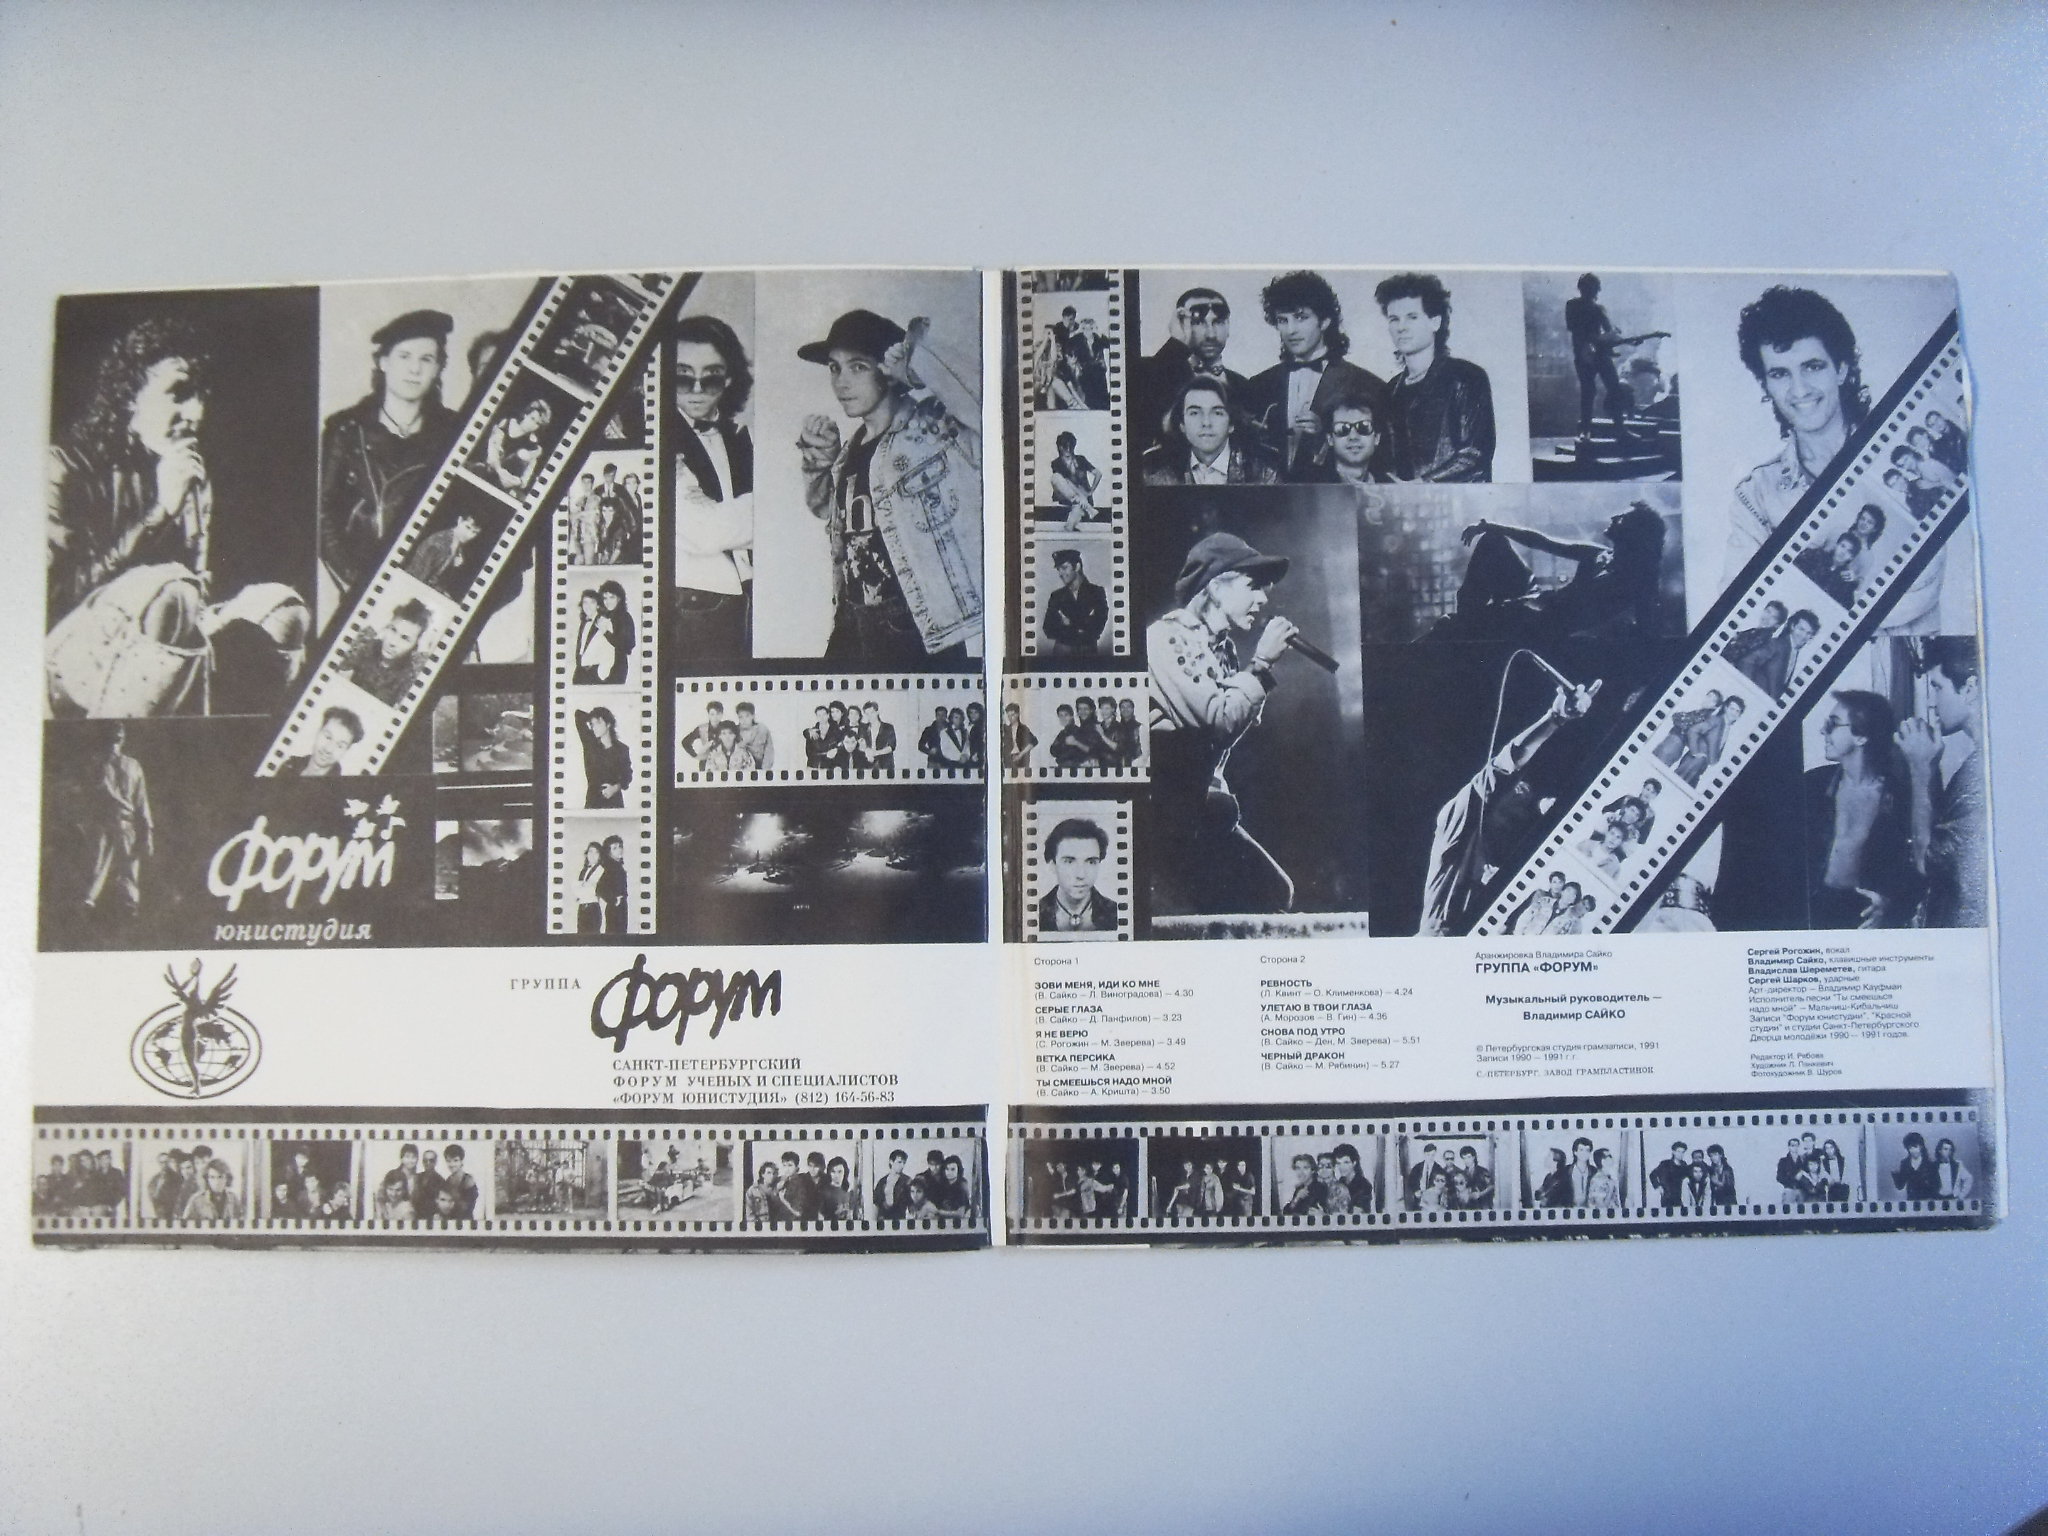 Форум
юнистудия
ГРУППА Форум
САНКТ-ПЕТЕРБУРГСКИЙ
ФОРУМ УЧЕНЫХ И СПЕЦИАЛИСТОВ
«ФОРУМ ЮНИСТУДИЯ» (812) 164-56-83
Сторона 1
ЗОВИ МЕНЯ, ИДИ КО МНЕ
(В. Сайко — Л. Виноградова) — 4.30
СЕРЫЕ ГЛАЗА
(В. Сайко — Д. Панфилов) — 3.23
Я НЕ ВЕРЮ
(С. Рогожин — М. Зверева) — 3.49
ВЕТКА ПЕРСИКА
(В. Сайко — М. Зверева) — 4.52
ТЫ СМЕЕШЬСЯ НАДО МНОЙ
(В. Сайко — А. Кришта) — 3.50
Сторона 2
РЕВНОСТЬ
(Л. Квинт — О. Клименкова) — 4.24
УЛЕТАЮ В ТВОИ ГЛАЗА
(А. Морозов — В. Гин) — 4.36
СНОВА ПОД УТРО
(В. Сайко — Ден, М. Зверева) — 5.51
ЧЕРНЫЙ ДРАКОН
(В. Сайко — М. Рябинин) — 5.27
Аранжировка Владимира Сайко
ГРУППА «ФОРУМ»
Музыкальный руководитель —
Владимир САЙКО
© Петербургская студия грамзаписи, 1991
Записи 1990 — 1991 г.г.
С.-ПЕТЕРБУРГ. ЗАВОД ГРАМПЛАСТИНОК
Сергей Рогожин, вокал
Владимир Сайко, клавишные инструменты
Владислав Шереметев, гитара
Сергей Шарков, ударные
Арт-директор — Владимир Кауфман
Исполнитель песни "Ты смеешься
надо мной" — Мальчиш-Кибальчиш
Записи "Форум юнистудии", "Красной
студии" и студии Санкт-Петербургского
Дворца молодёжи 1990 — 1991 годов.
Редактор И. Рябова
Художник Л. Панкевич
Фотохудожник В. Щуров